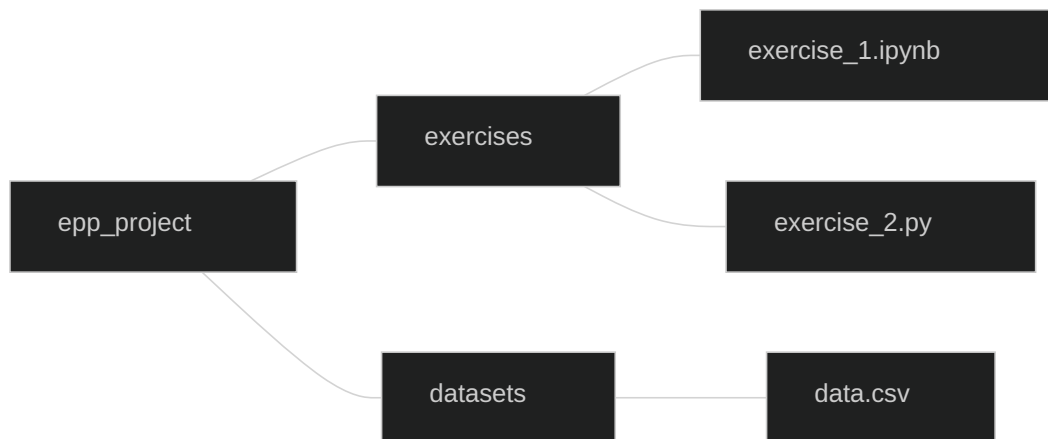 epp_project
exercises
exercise_1.ipynb
exercise_2.py
datasets
data.csv